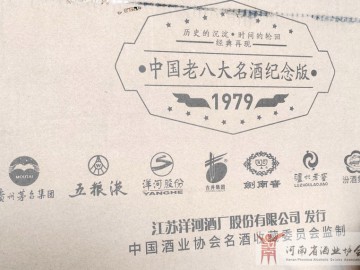 历史的沉淀·时间的轮回
经典再现
中国老八大名酒纪念版
1979
MOUTAI
YANGHE
贵州茅台集团
五粮液
洋河股份
古井集团
劍南春
泸州老窖
LUZHOULAOJIAO
汾酒
江苏洋河酒厂股份有限公司 发行
中国酒业协会名酒收藏委员会监制
河南省酒业协会